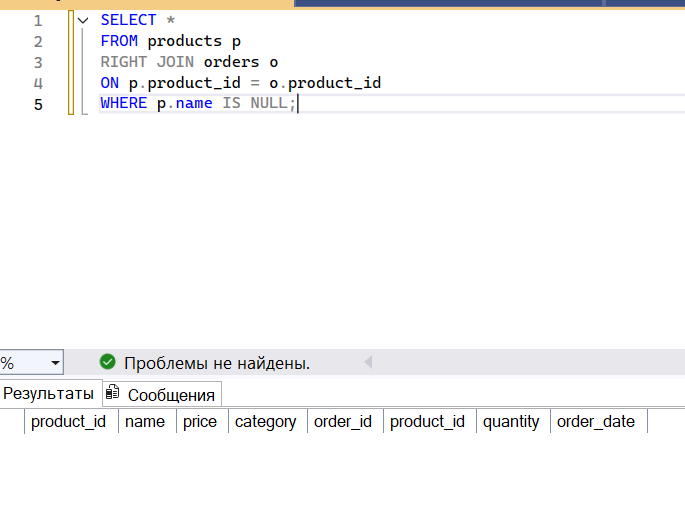 1 SELECT *
2 FROM products p
3 RIGHT JOIN orders o
4 ON p.product_id = o.product_id
5 WHERE p.name IS NULL;
% Проблемы не найдены.
Результаты Сообщения
product_id name price category order_id product_id quantity order_date